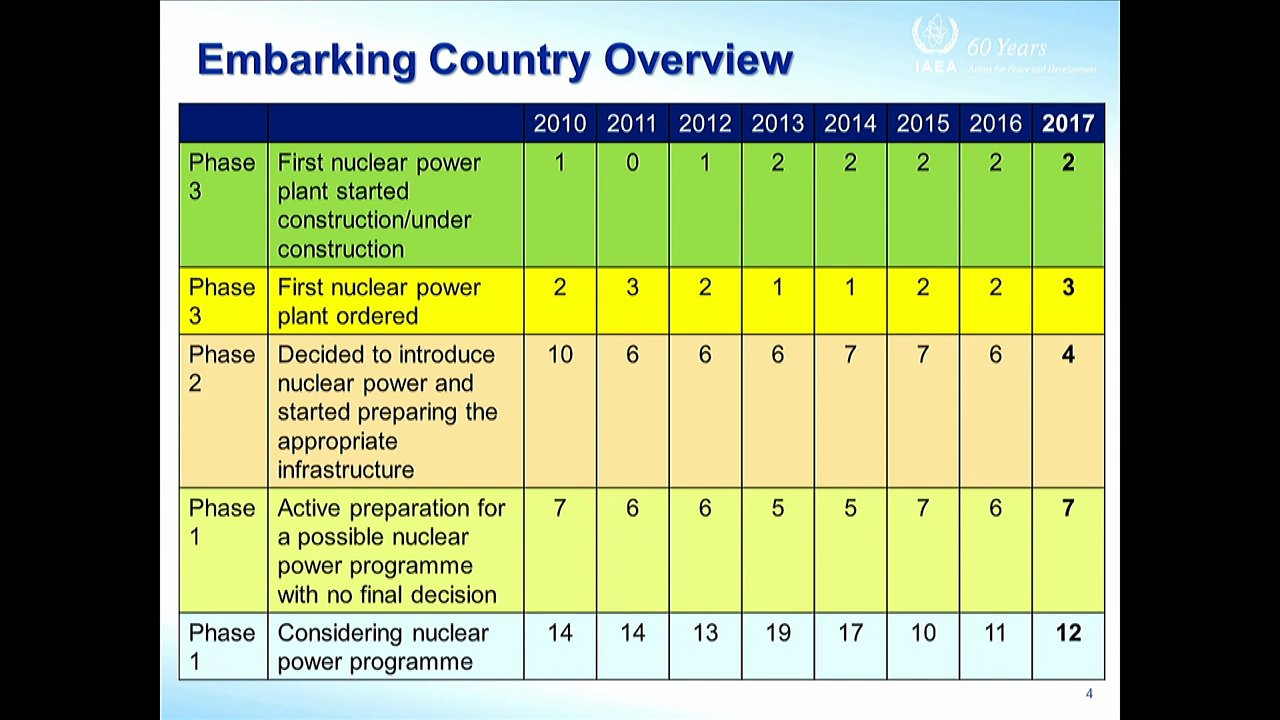 Embarking Country Overview
IAEA
60 Years
Atoms for Peace and Development
2010 2011 2012 2013 2014 2015 2016 2017
Phase 3 First nuclear power plant started construction/under construction 1 0 1 2 2 2 2 2
Phase 3 First nuclear power plant ordered 2 3 2 1 1 2 2 3
Phase 2 Decided to introduce nuclear power and started preparing the appropriate infrastructure 10 6 6 6 7 7 6 4
Phase 1 Active preparation for a possible nuclear power programme with no final decision 7 6 6 5 5 7 6 7
Phase 1 Considering nuclear power programme 14 14 13 19 17 10 11 12
4